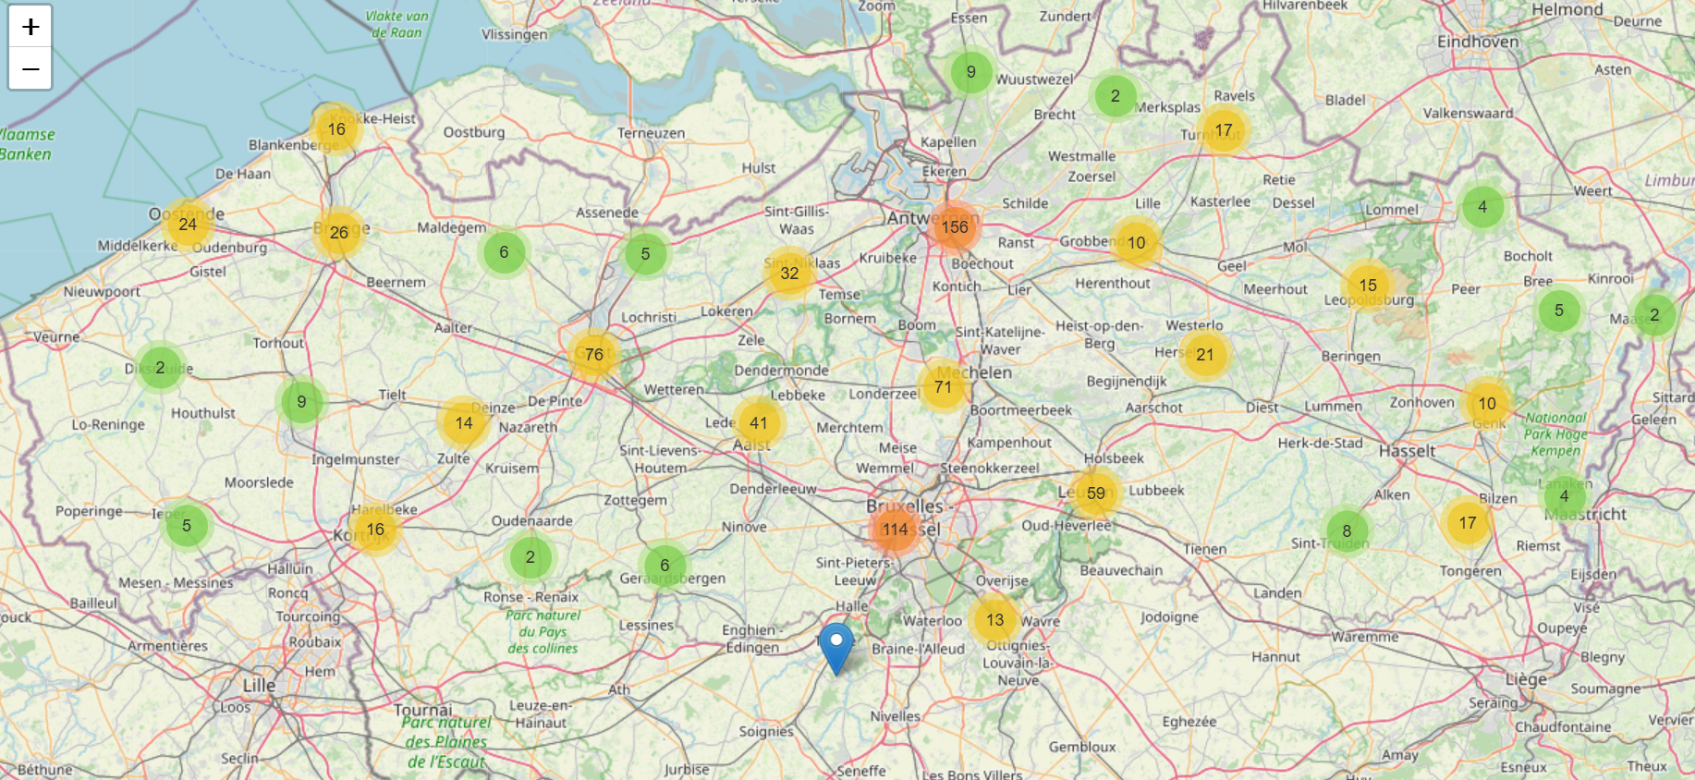 +
−
Vlakte van
de Raan
Vlissingen
Zeeland
Zoom
Essen
Zundert
Hilvarenbeek
Helmond
Deurne
Eindhoven
9
Wuustwezel
2
Merksplas
Ravels
Bladel
Asten
Valkenswaard
Brecht
17
Vlaamse
Banken
16
Knokke-Heist
Blankenberge
Oostburg
Terneuzen
Kapellen
Westmalle
De Haan
Hulst
Ekeren
Zoersel
Retie
Weert
Limburg
24
Oostende
26
Maldegem
Assenede
Sint-Gillis-
Waas
Antwerpen
156
Schilde
Lille
Kasterlee
Dessel
Lommel
4
Middelkerke
Oudenburg
6
5
Ranst
Grobbendonk
10
Mol
Gistel
Beernem
32
Sint-Niklaas
Kruibeke
Boechout
Geel
Bocholt
Nieuwpoort
Kontich
Lier
Herenthout
Meerhout
15
Leopoldsburg
Peer
Bree
Kinrooi
Temse
Veurne
Aalter
Lochristi
Lokeren
Bornem
Boom
Sint-Katelijne-
Waver
Heist-op-den-
Berg
Westerlo
5
2
Torhout
76
Zele
21
Beringen
2
Dendermonde
71
Mechelen
Begijnendijk
9
Tielt
De Pinte
Wetteren
Lebbeke
Londerzeel
Boortmeerbeek
Aarschot
Diest
Lummen
Zonhoven
10
Genk
Sittard
Geleen
Lo-Reninge
Houthulst
14
Deinze
Nazareth
Lede
41
Aalst
Merchtem
Nationaal
Park Hoge
Kempen
Ingelmunster
Zulte
Kruisem
Sint-Lievens-
Houtem
Meise
Kampenhout
Holsbeek
Herk-de-Stad
Hasselt
Wemmel
Steenokkerzeel
Moorslede
Zottegem
Denderleeuw
59
Lubbeek
Alken
Bilzen
4
Lanaken
Poperinge
5
Harelbeke
16
Oudenaarde
Ninove
Bruxelles -
114
Oud-Heverlee
8
Sint-Truiden
17
Maastricht
2
6
Geraardsbergen
Sint-Pieters-
Leeuw
Tienen
Riemst
Mesen - Messines
Halluin
Ronse - Renaix
Overijse
Beauvechain
Tongeren
Eijsden
Bailleul
Roncq
Tourcoing
Parc naturel
du Pays
des collines
Lessines
Halle
Landen
Visé
Armentières
Roubaix
Enghien -
Edingen
Waterloo
13
Wavre
Jodoigne
Waremme
Oupeye
Hem
Braine-l'Alleud
Ottignies-
Louvain-la-
Neuve
Hannut
Blegny
Lille
Loos
Ath
Liège
Soumagne
Tournai
Leuze-en-
Hainaut
Nivelles
Eghezée
Seraing
Parc naturel
des Plaines
de l'Escaut
Soignies
Gembloux
Chaudfontaine
Verviers
Seclin
Amay
Béthune
Jurbise
Seneffe
Les Bons Villers
Huy
Esneux
Theux